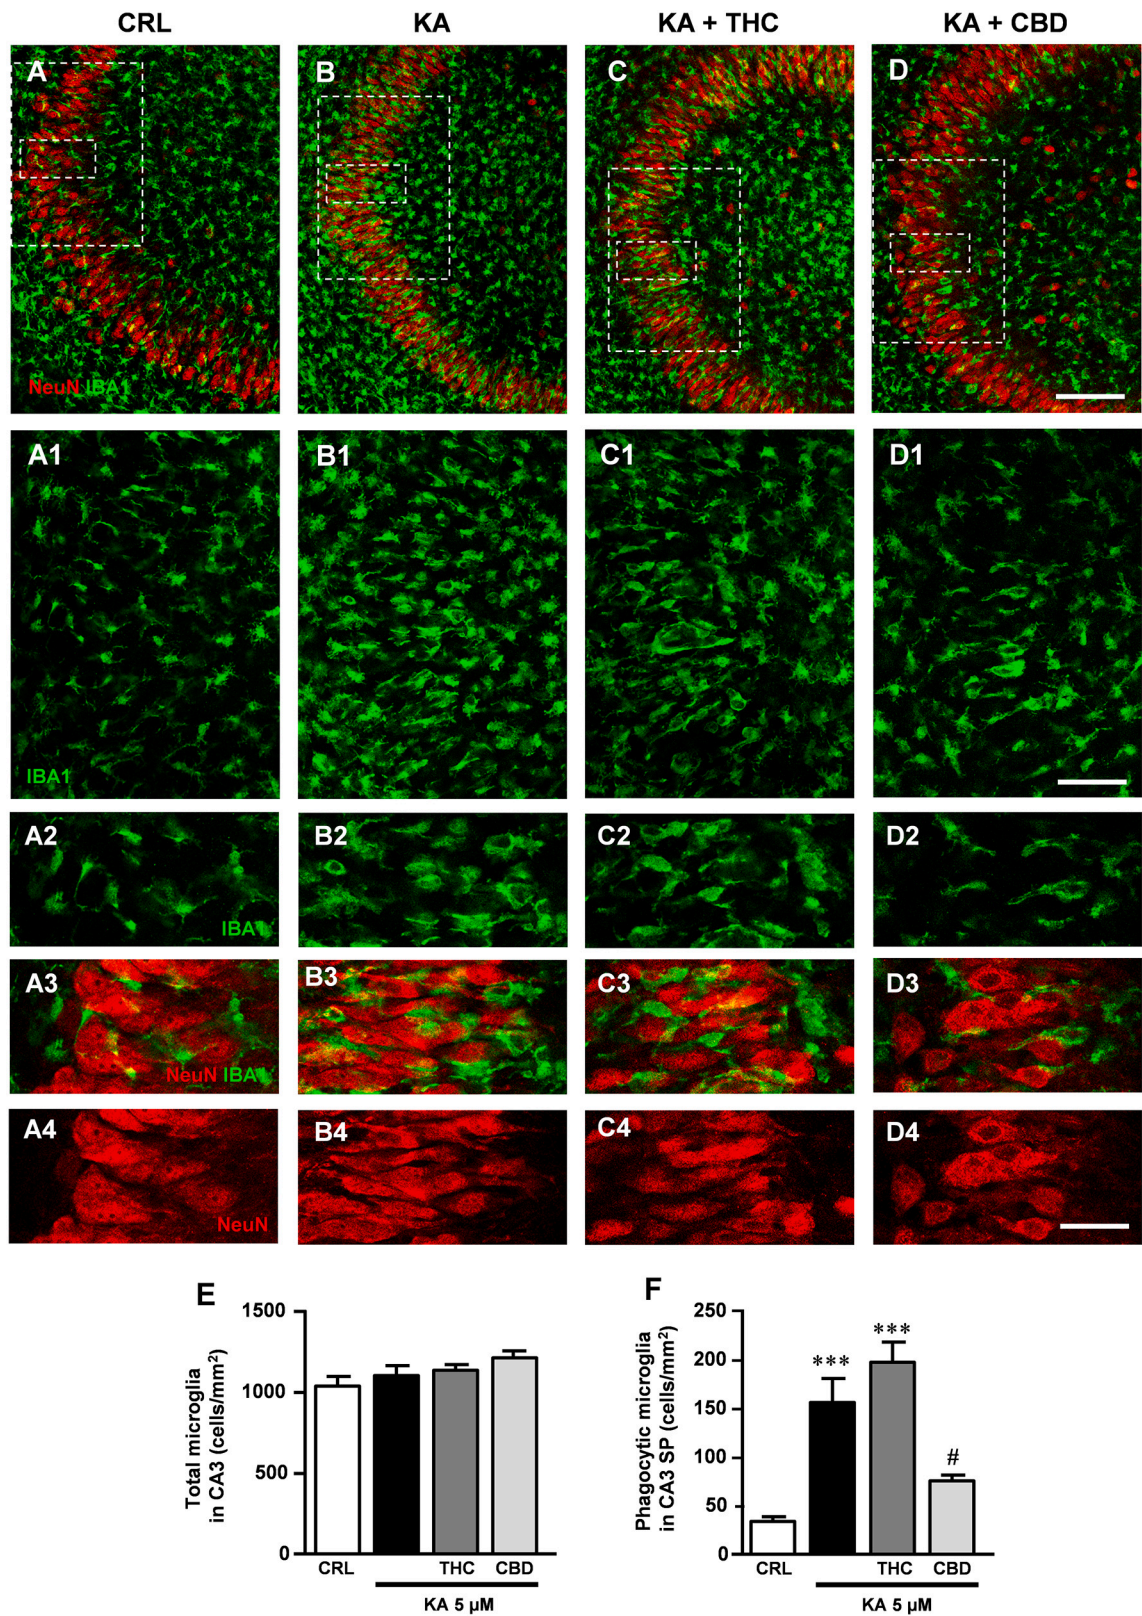 CRL KA KA + THC KA + CBD
A B C D
NeuN IBA1
A1 B1 C1 D1
IBA1
A2 B2 C2 D2
IBA1
A3 B3 C3 D3
NeuN IBA1
A4 B4 C4 D4
NeuN
E
Total microglia
in CA3 (cells/mm²)
1500
1000
500
0
CRL THC CBD
KA 5 µM
F
Phagocytic microglia
in CA3 SP (cells/mm²)
250
200
150
100
50
0
***
***
#
CRL THC CBD
KA 5 µM